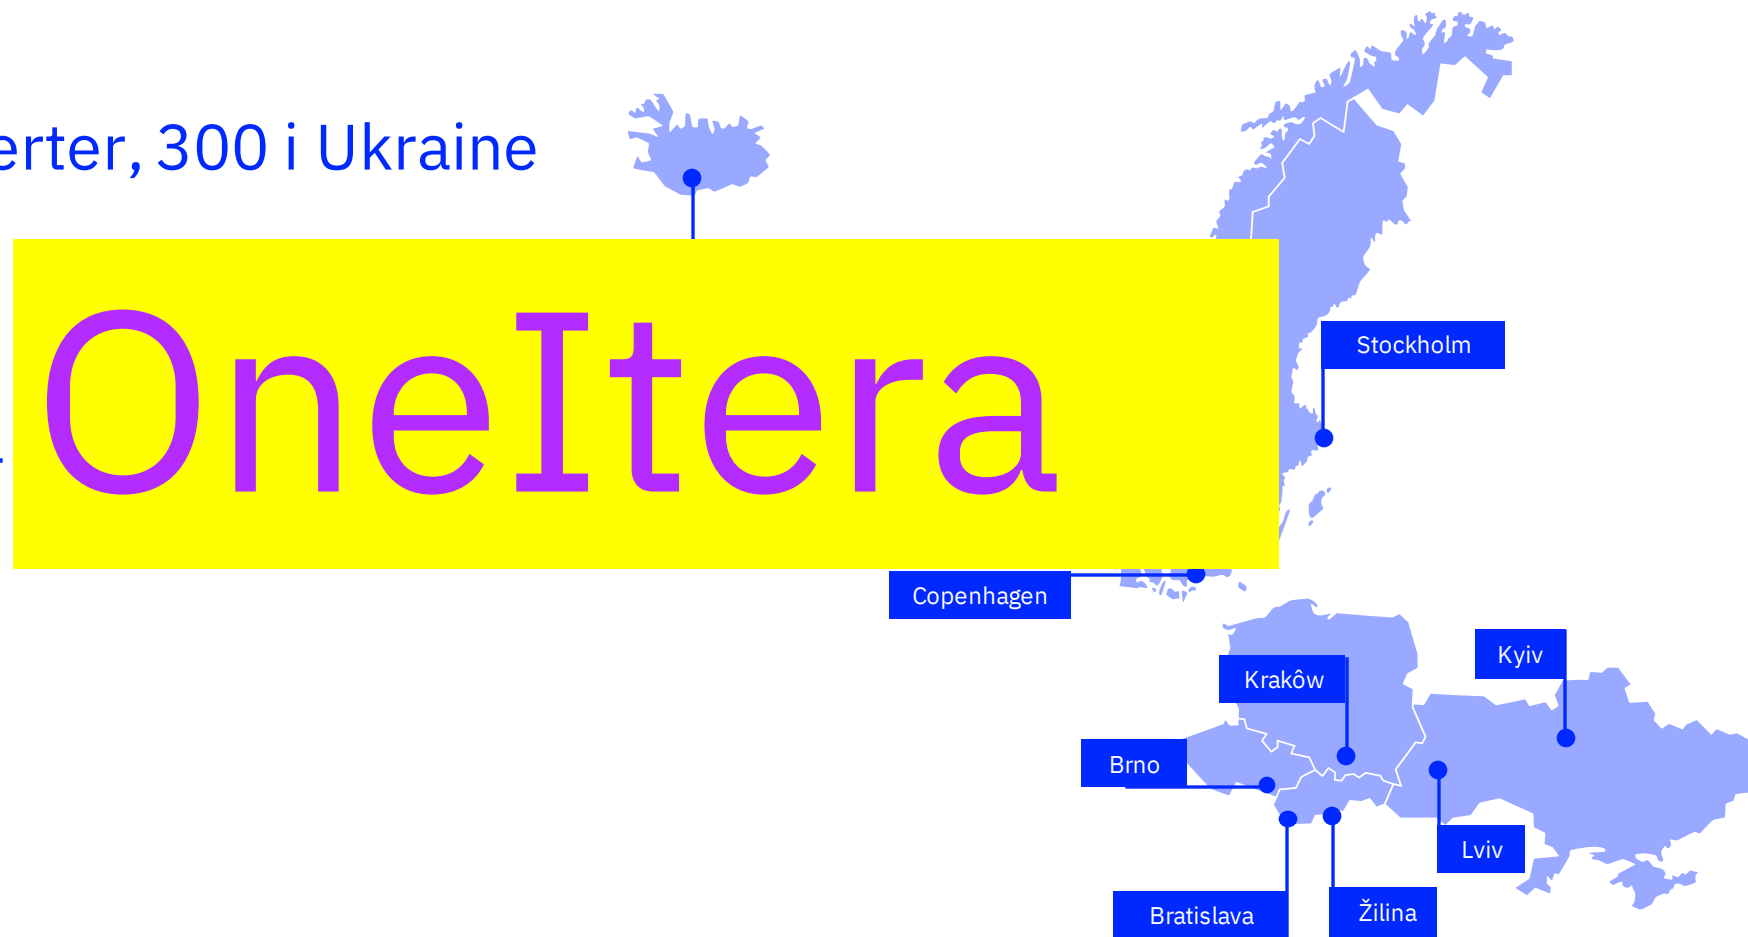 erter, 300 i Ukraine
OneItera
Stockholm
Copenhagen
Kyiv
Krakôw
Brno
Lviv
Bratislava
Žilina